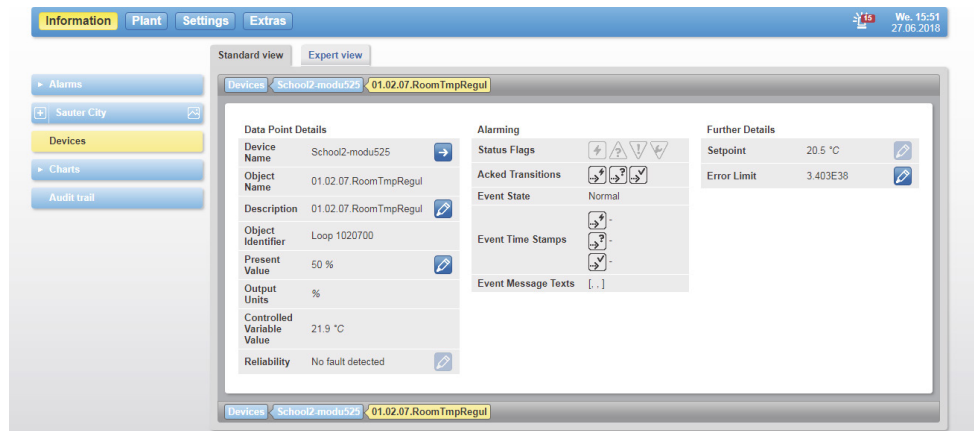 Information Plant Settings Extras
15
We. 15:51
27.06.2018
Standard view Expert view
Alarms
Sauter City
Devices
Charts
Audit trail
Devices School2-modu525 01.02.07.RoomTmpRegul
Data Point Details
Device
Name
School2-modu525
Object
Name
01.02.07.RoomTmpRegul
Description 01.02.07.RoomTmpRegul
Object
Identifier
Loop 1020700
Present
Value
50 %
Output
Units
%
Controlled
Variable
Value
21.9 °C
Reliability No fault detected
Alarming
Status Flags
Acked Transitions
Event State Normal
Event Time Stamps
-
-
-
Event Message Texts [, , ]
Further Details
Setpoint 20.5 °C
Error Limit 3.403E38
Devices School2-modu525 01.02.07.RoomTmpRegul